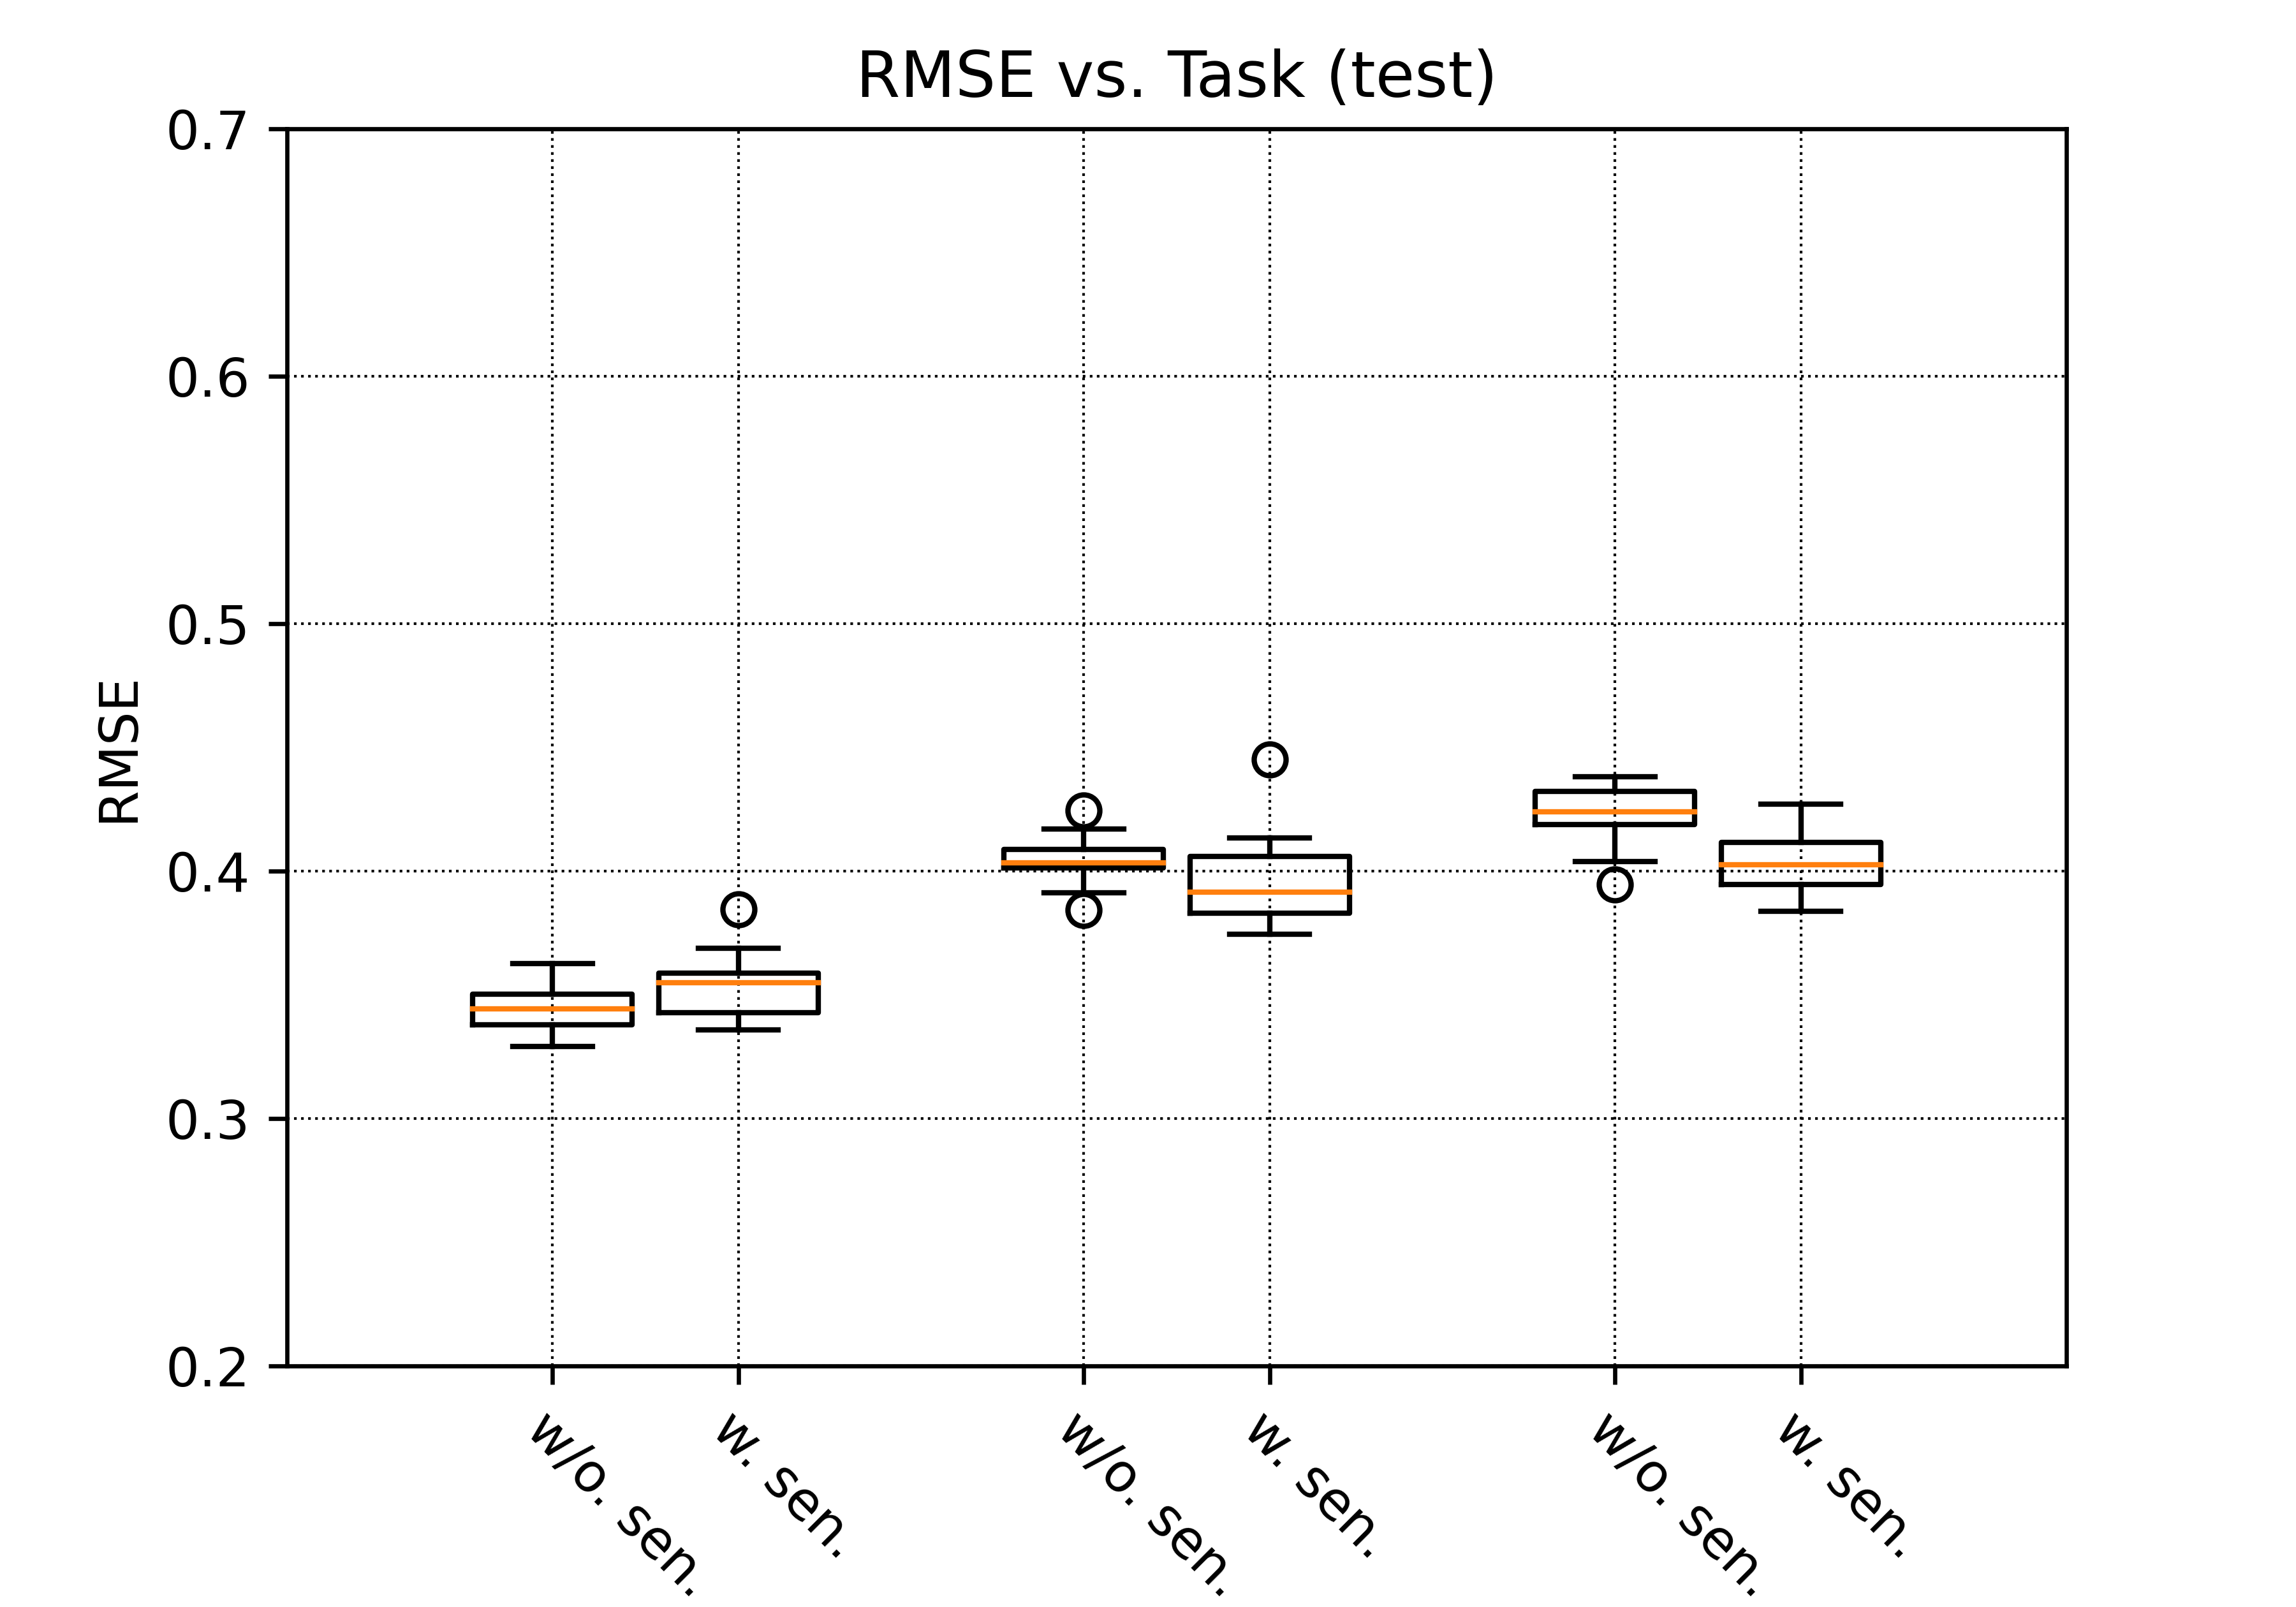 RMSE vs. Task (test)
0.7
0.6
0.5
0.4
0.3
0.2
RMSE
w/o. sen.
w. sen.
w/o. sen.
w. sen.
w/o. sen.
w. sen.